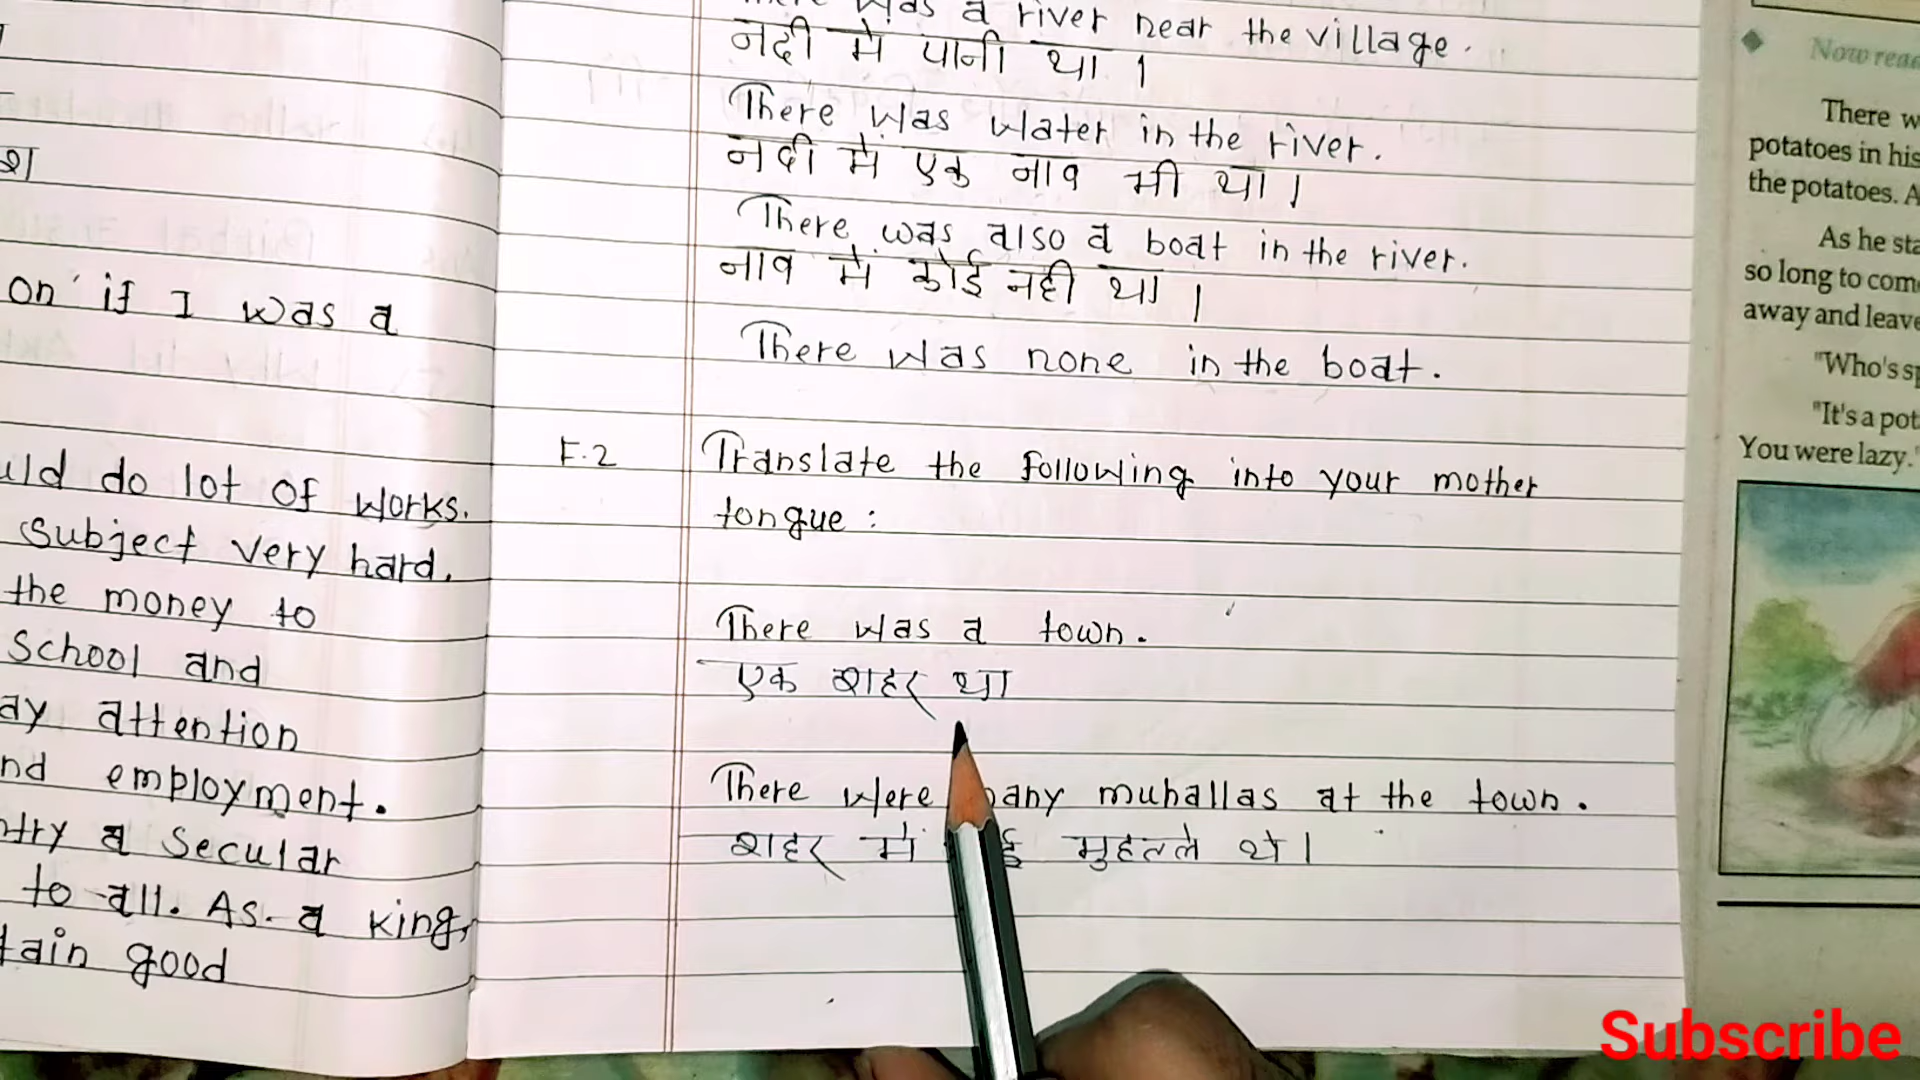 on if I was a
do lot of works.
Subject very hard.
the money to
School and
attention
employment.
a Secular
to all. As. a king,
good
was a river near the village.
नदी में पानी था ।
There was water in the river.
नदी में एक नाव भी था ।
There was also a boat in the river.
नाव में कोई नही था ।
There was none in the boat.
F.2 Translate the following into your mother
tongue :
There was a town.
एक शहर था
There were many muhallas at the town.
शहर में मुहल्ले थे ।
Now read
There w
potatoes in his
the potatoes. A
As he sta
so long to com
away and leave
"Who's sp
"It's a pot
You were lazy."
Subscribe